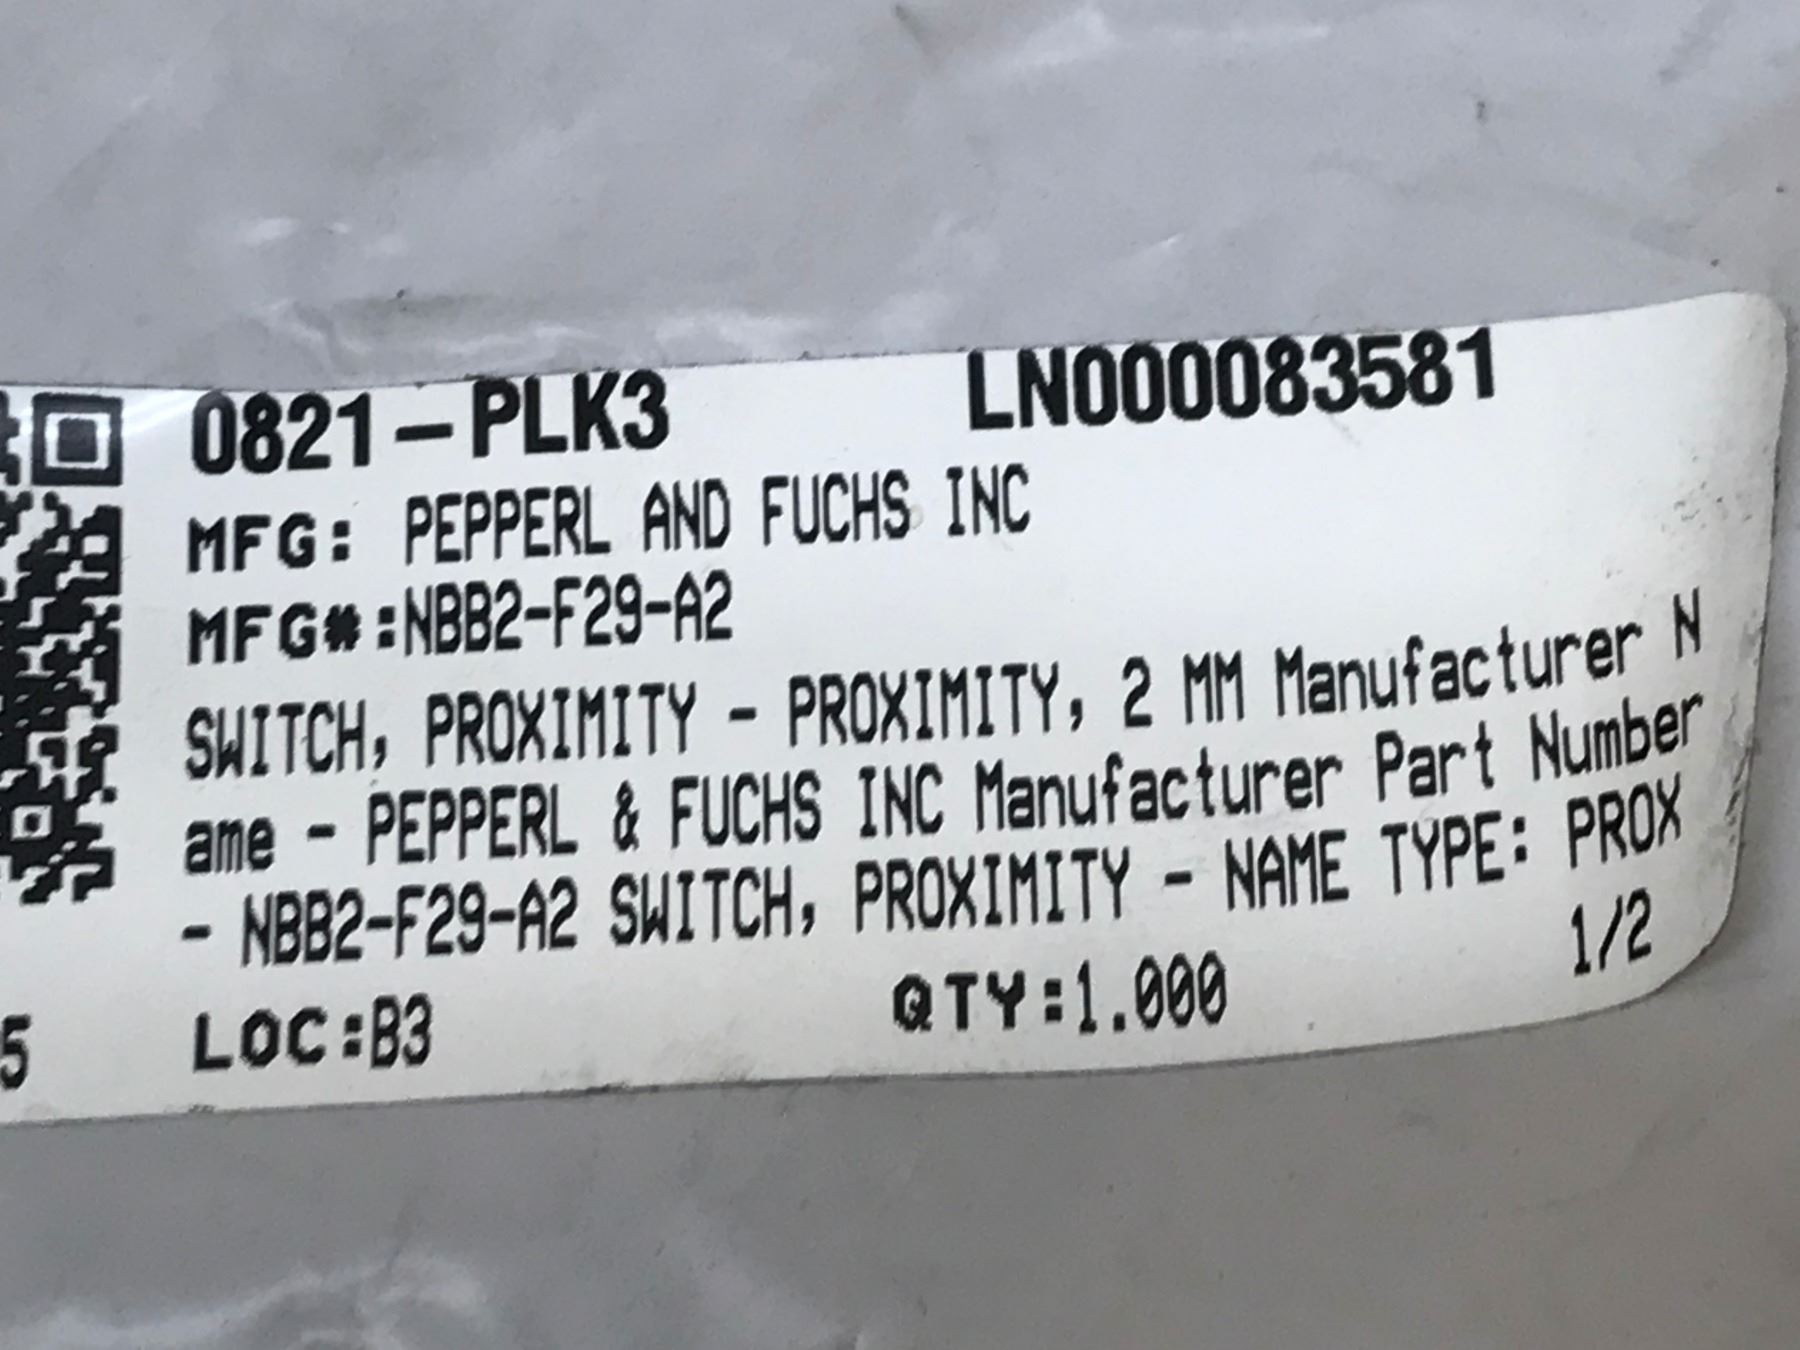 0821-PLK3 LN000083581
MFG: PEPPERL AND FUCHS INC
MFG#:NBB2-F29-A2
SWITCH, PROXIMITY - PROXIMITY, 2 MM Manufacturer N
ame - PEPPERL & FUCHS INC Manufacturer Part Number
- NBB2-F29-A2 SWITCH, PROXIMITY - NAME TYPE: PROX
1/2
5 LOC:B3 QTY:1.000